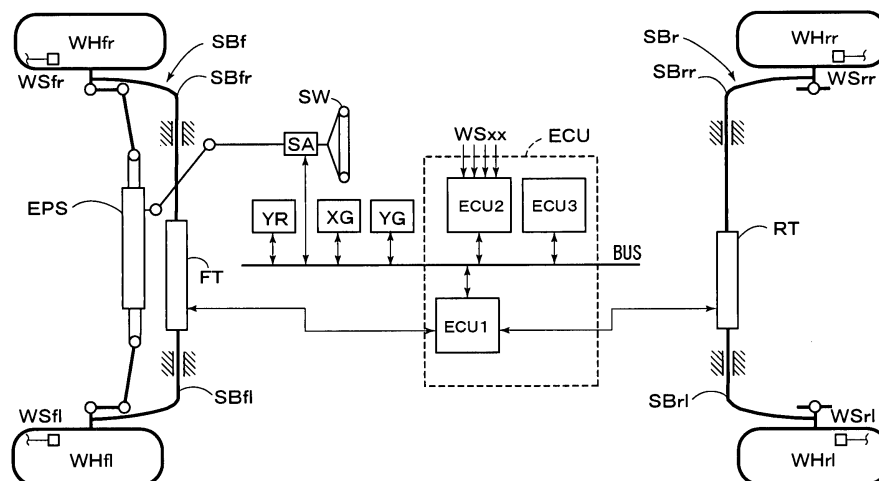 WHfr
SBf
SBr
WHrr
WSfr
SBfr
SBrr
WSrr
SW
SA
WSxx
ECU
EPS
YR
XG
YG
ECU2
ECU3
RT
FT
BUS
ECU1
SBfl
SBrl
WSfl
WSrl
WHfl
WHrl